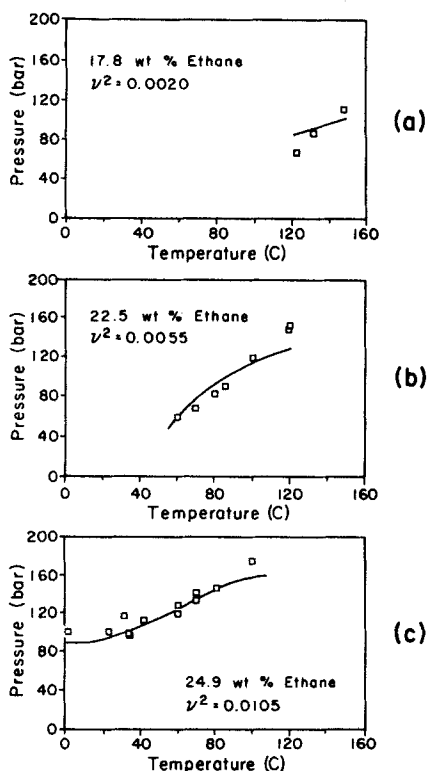 200
160
120
80
40
0
Pressure (bar)
17.8 wt % Ethane
ν²=0.0020
(a)
0 40 80 120 160
Temperature (C)
200
160
120
80
40
0
Pressure (bar)
22.5 wt % Ethane
ν²=0.0055
(b)
0 40 80 120 160
Temperature (C)
200
160
120
80
40
0
Pressure (bar)
24.9 wt % Ethane
ν²=0.0105
(c)
0 40 80 120 160
Temperature (C)